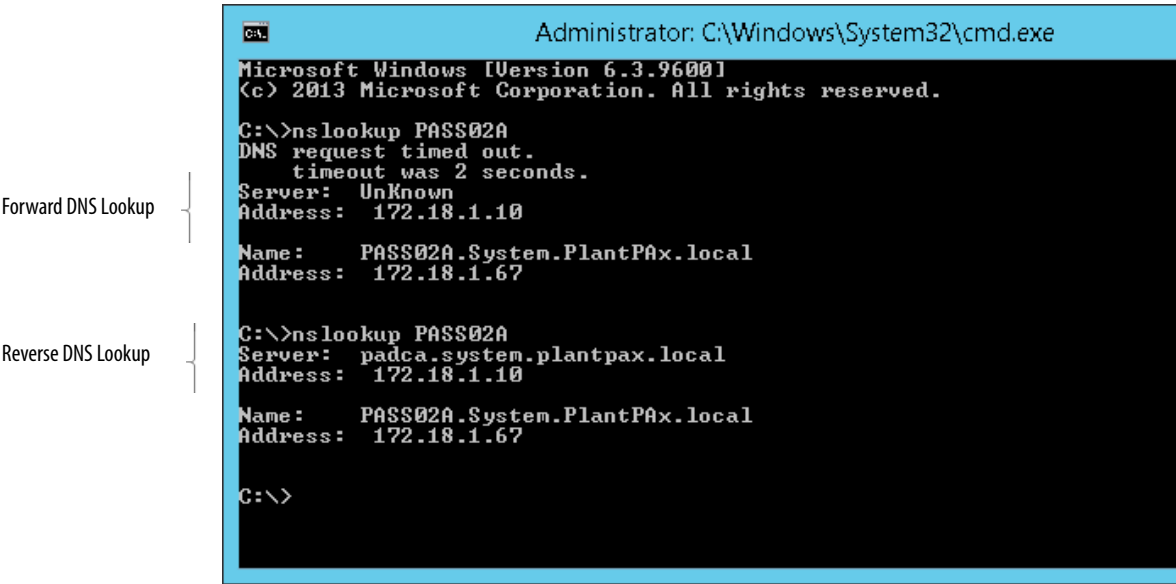 Administrator: C:\Windows\System32\cmd.exe
Microsoft Windows [Version 6.3.9600]
(c) 2013 Microsoft Corporation. All rights reserved.
C:\>nslookup PASS02A
DNS request timed out.
timeout was 2 seconds.
Forward DNS Lookup
Server: UnKnown
Address: 172.18.1.10
Name: PASS02A.System.PlantPAx.local
Address: 172.18.1.67
Reverse DNS Lookup
C:\>nslookup PASS02A
Server: padca.system.plantpax.local
Address: 172.18.1.10
Name: PASS02A.System.PlantPAx.local
Address: 172.18.1.67
C:\>